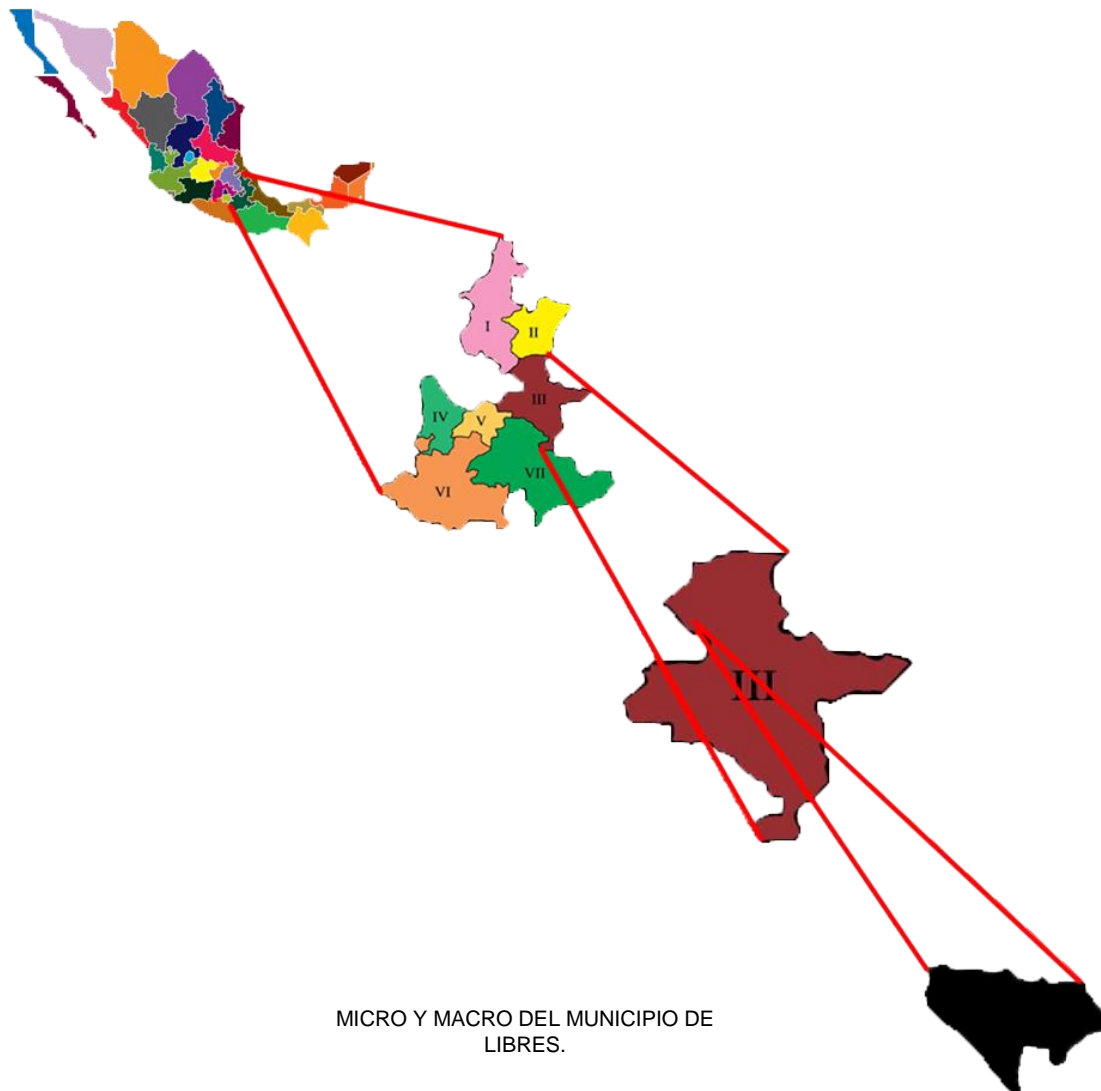 I
II
III
IV
V
VII
VI
III
MICRO Y MACRO DEL MUNICIPIO DE
LIBRES.